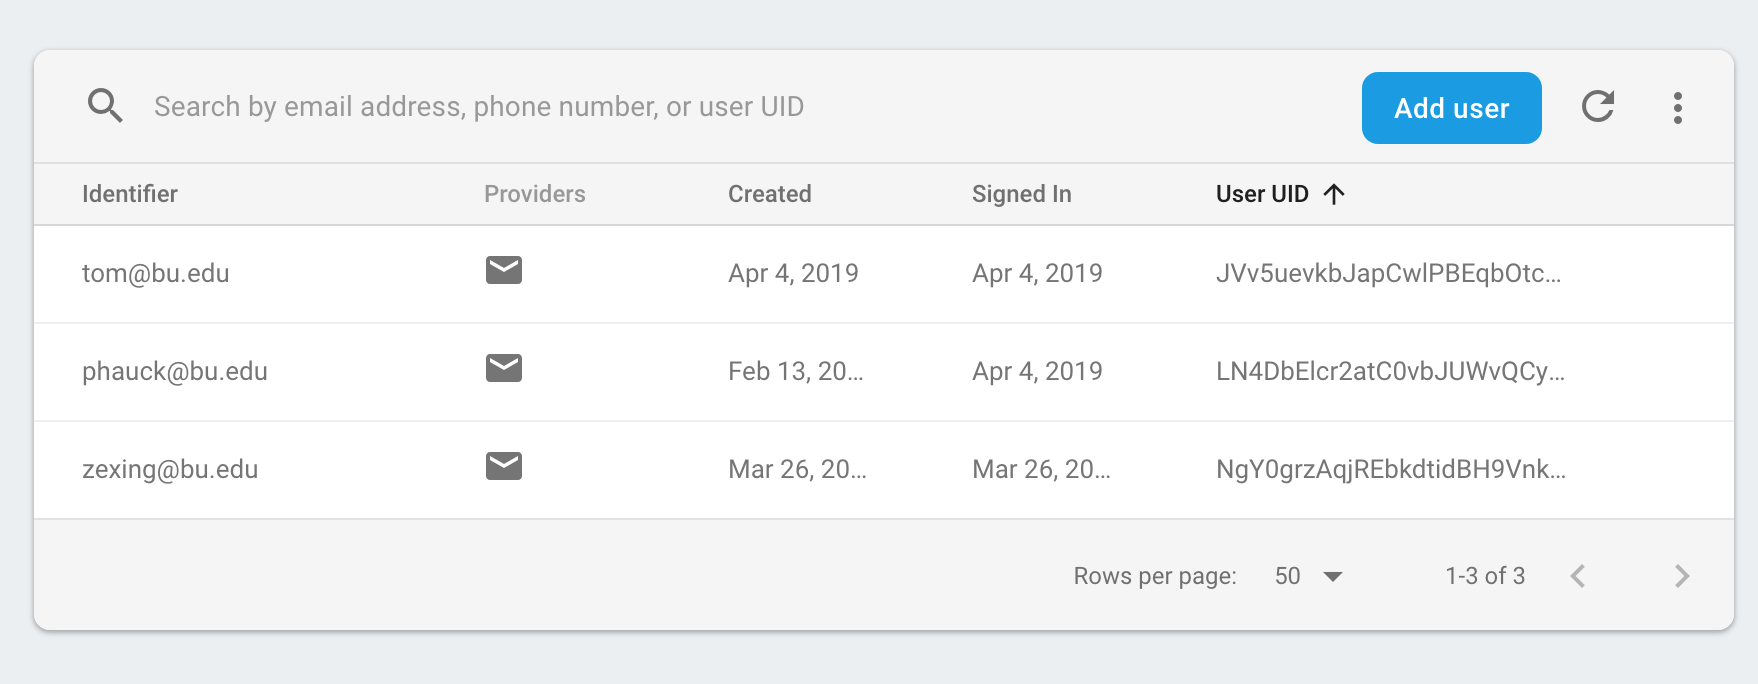 Search by email address, phone number, or user UID Add user
Identifier Providers Created Signed In User UID
tom@bu.edu Apr 4, 2019 Apr 4, 2019 JVv5uevkbJapCwlPBEqbOtc...
phauck@bu.edu Feb 13, 20... Apr 4, 2019 LN4DbElcr2atC0vbJUWvQCy...
zexing@bu.edu Mar 26, 20... Mar 26, 20... NgY0grzAqjREbkdtidBH9Vnk...
Rows per page: 50 1-3 of 3